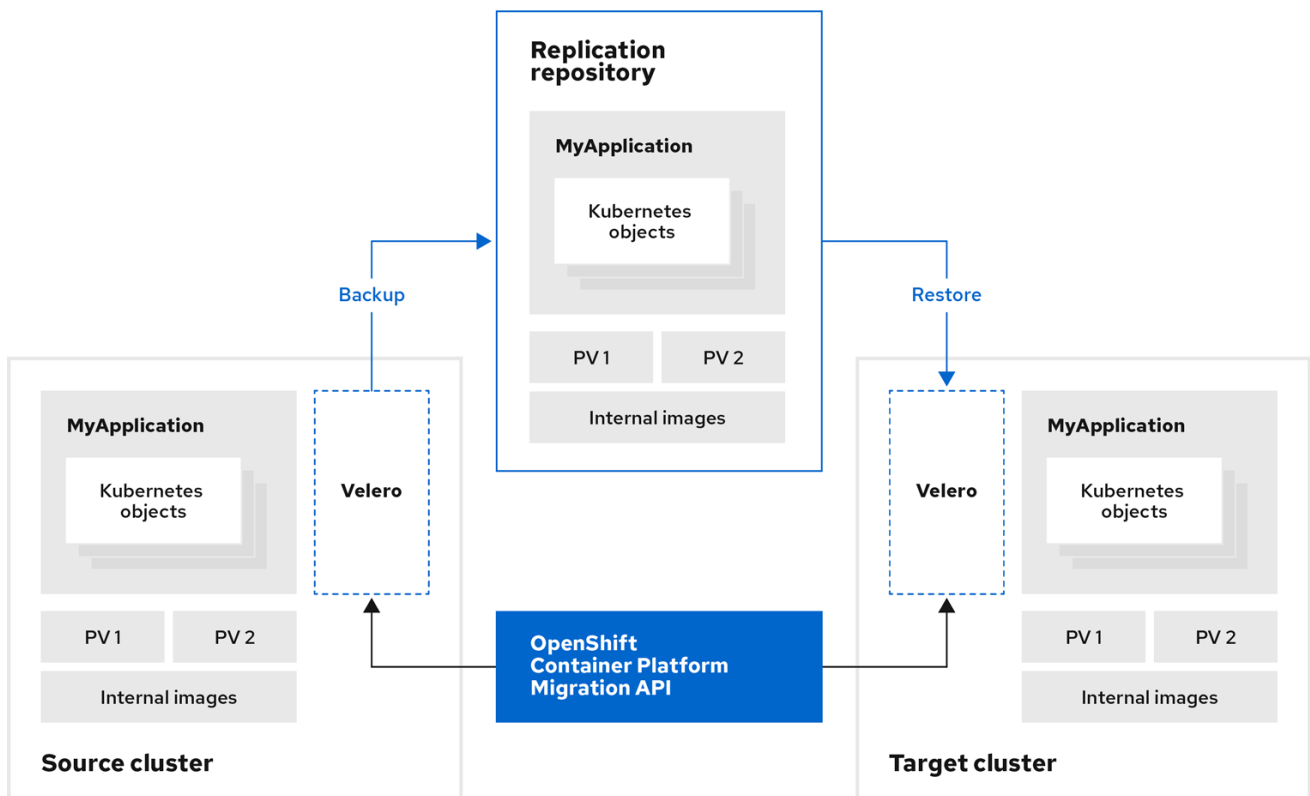 Replication
repository
MyApplication
Kubernetes
objects
PV 1
PV 2
Internal images
Backup
Restore
MyApplication
Kubernetes
objects
Velero
PV 1
PV 2
Internal images
Source cluster
OpenShift
Container Platform
Migration API
Velero
MyApplication
Kubernetes
objects
PV 1
PV 2
Internal images
Target cluster